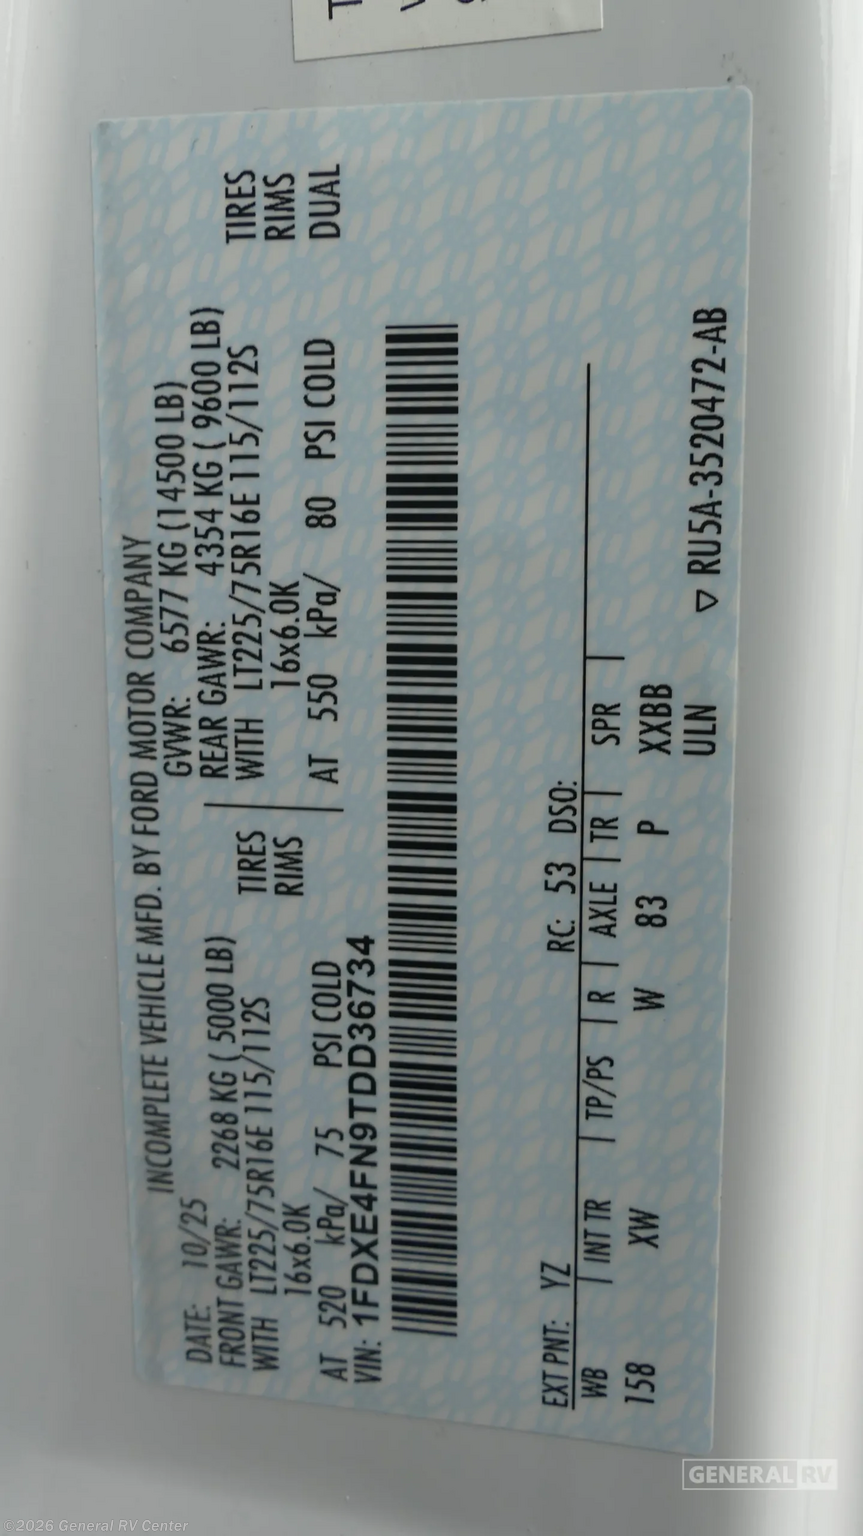 INCOMPLETE VEHICLE MFD. BY FORD MOTOR COMPANY
DATE: 10/25 GVWR: 6577 KG (14500 LB)
FRONT GAWR: 2268 KG ( 5000 LB) REAR GAWR: 4354 KG ( 9600 LB)
WITH LT225/75R16E 115/112S TIRES WITH LT225/75R16E 115/112S TIRES
16x6.0K RIMS 16x6.0K RIMS
AT 520 kPa/ 75 PSI COLD AT 550 kPa/ 80 PSI COLD DUAL
VIN: 1FDXE4FN9TDD36734
EXT PNT: YZ RC: 53 DSO:
WB | INT TR | TP/PS | R | AXLE | TR | SPR |
158 XW W 83 P XXBB
ULN
▽ RU5A-3520472-AB
GENERAL RV
©2026 General RV Center